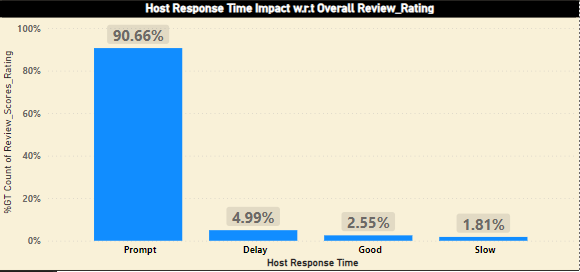 Host Response Time Impact w.r.t Overall Review_Rating
%GT Count of Review_Scores_Rating
100%
80%
60%
40%
20%
0%
90.66%
4.99%
2.55%
1.81%
Prompt
Delay
Good
Slow
Host Response Time